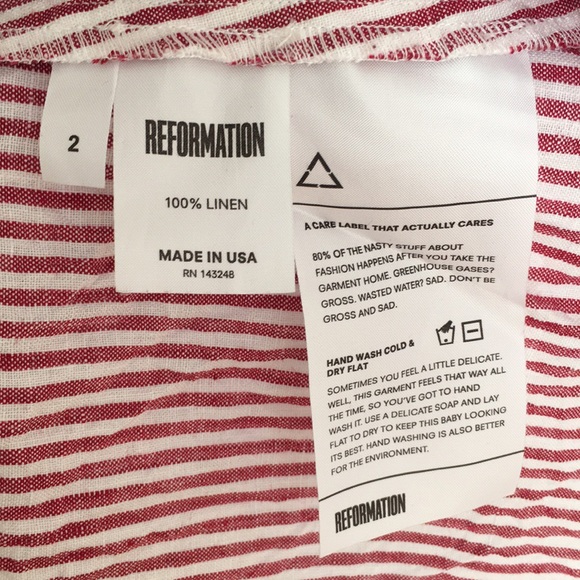 2
REFORMATION
100% LINEN
MADE IN USA
RN 143248
A CARE LABEL THAT ACTUALLY CARES
80% OF THE NASTY STUFF ABOUT
FASHION HAPPENS AFTER YOU TAKE THE
GARMENT HOME. GREENHOUSE GASES?
GROSS. WASTED WATER? SAD. DON'T BE
GROSS AND SAD.
HAND WASH COLD &
DRY FLAT
SOMETIMES YOU FEEL A LITTLE DELICATE.
WELL, THIS GARMENT FEELS THAT WAY ALL
THE TIME, SO YOU'VE GOT TO HAND
WASH IT. USE A DELICATE SOAP AND LAY
FLAT TO DRY TO KEEP THIS BABY LOOKING
ITS BEST. HAND WASHING IS ALSO BETTER
FOR THE ENVIRONMENT.
REFORMATION